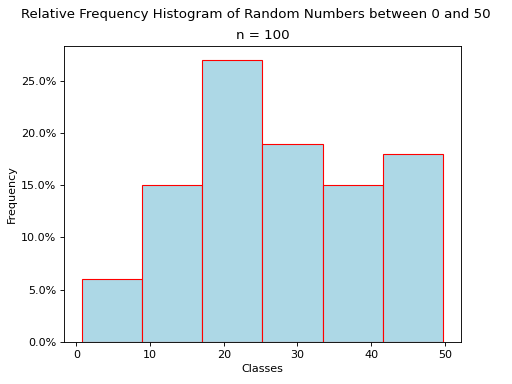 Relative Frequency Histogram of Random Numbers between 0 and 50
n = 100
25.0%
20.0%
15.0%
10.0%
5.0%
0.0%
Frequency
0 10 20 30 40 50
Classes